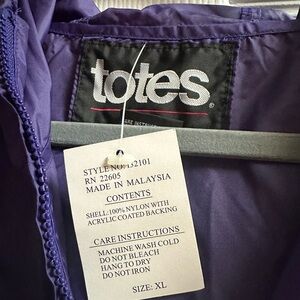 totes
®
STYLE NO: 132101
RN 22605
MADE IN MALAYSIA
CONTENTS
SHELL: 100% NYLON WITH
ACRYLIC COATED BACKING
CARE INSTRUCTIONS
MACHINE WASH COLD
DO NOT BLEACH
HANG TO DRY
DO NOT IRON
SIZE: XL